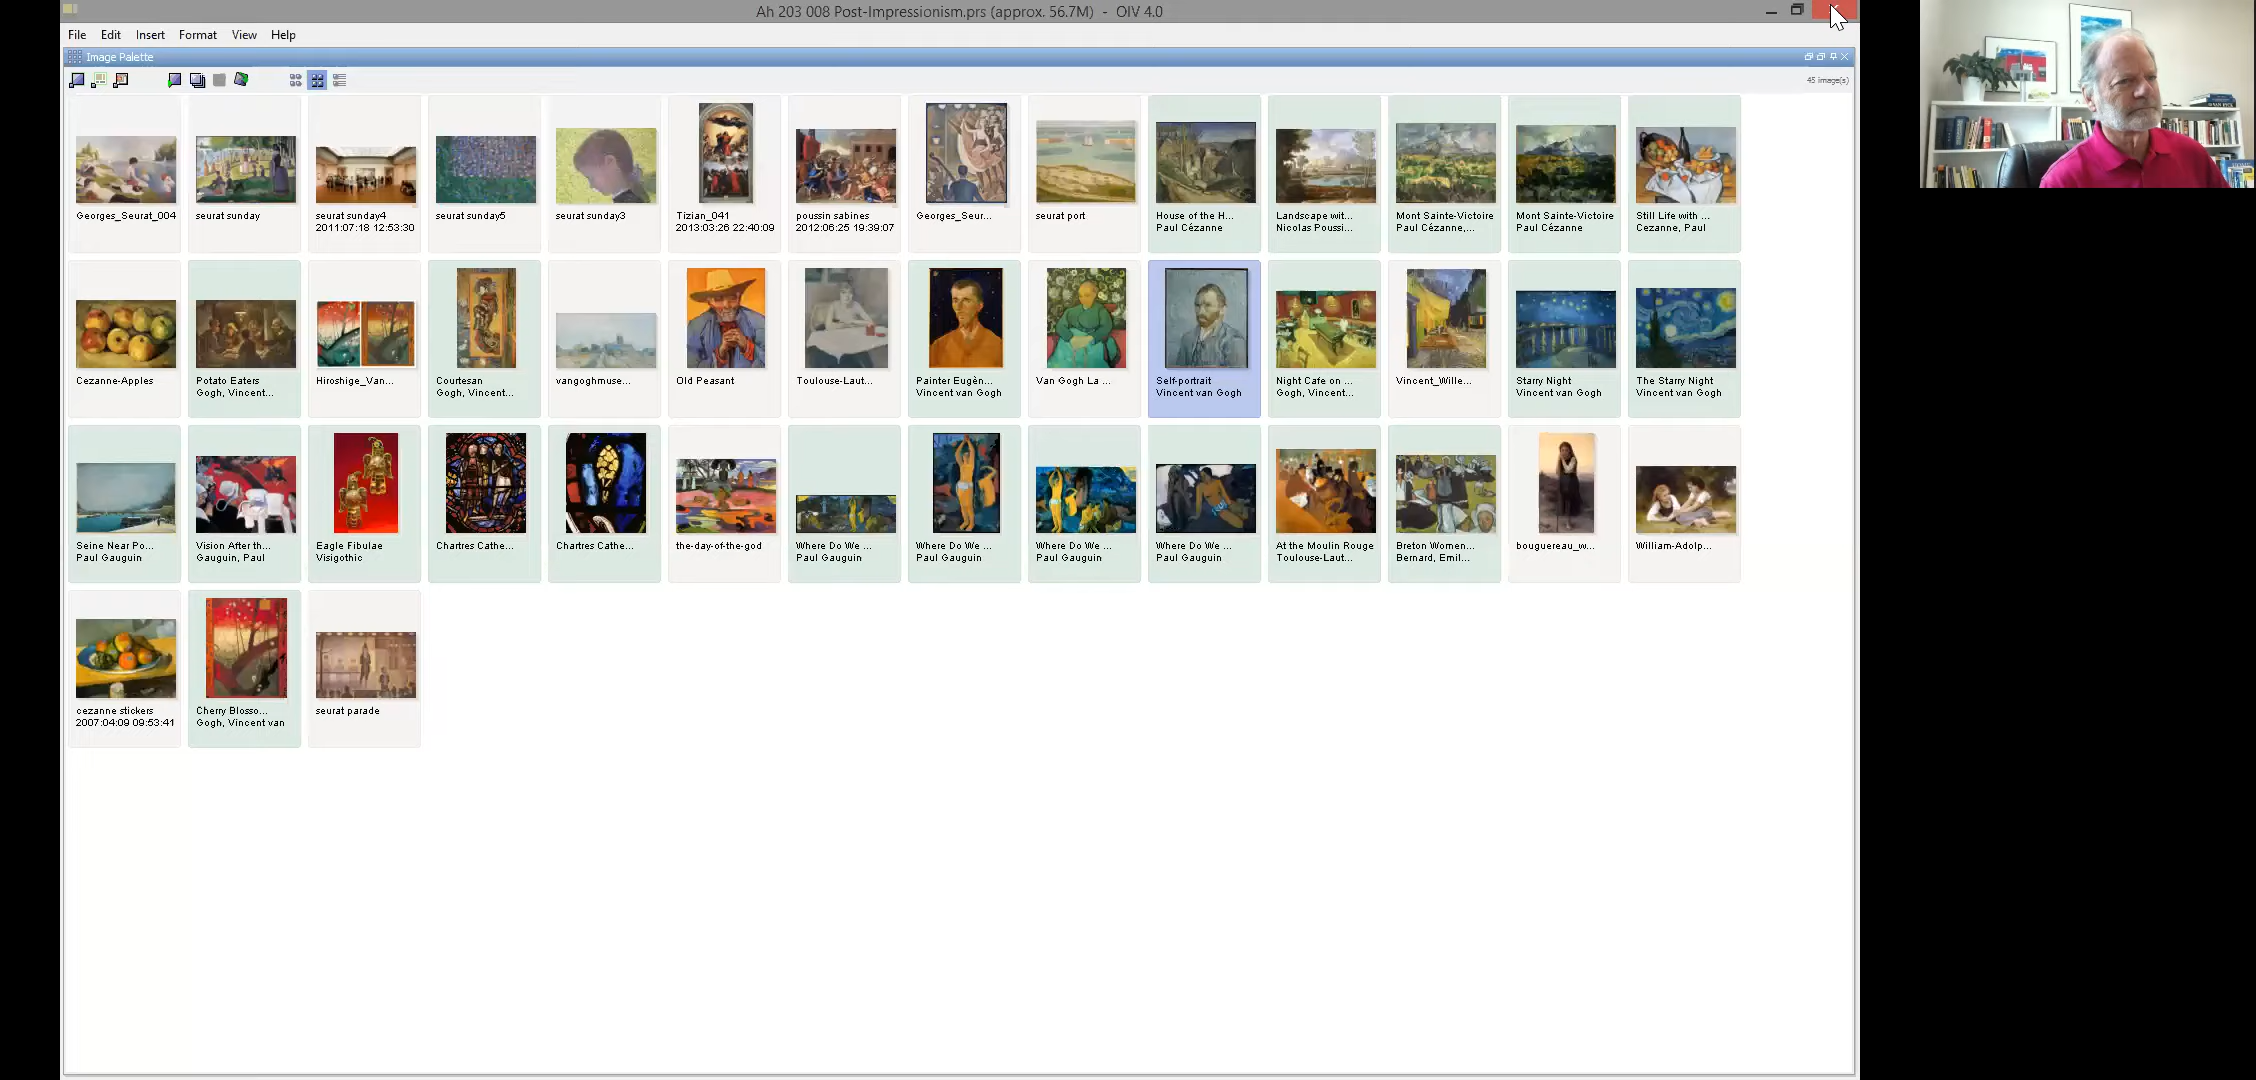 Ah 203 008 Post-Impressionism.prs (approx. 56.7M) - OIV 4.0
File Edit Insert Format View Help
Image Palette
45 image(s)
Georges_Seurat_004
seurat sunday
seurat sunday4
2011:07:18 12:53:30
seurat sunday5
seurat sunday3
Tizian_041
2013:03:26 22:40:09
poussin sabines
2012:06:25 19:39:07
Georges_Seur...
seurat port
House of the H...
Paul Cézanne
Landscape wit...
Nicolas Poussi...
Mont Sainte-Victoire
Paul Cézanne,...
Mont Sainte-Victoire
Paul Cézanne
Still Life with ...
Cezanne, Paul
Cezanne-Apples
Potato Eaters
Gogh, Vincent...
Hiroshige_Van...
Courtesan
Gogh, Vincent...
vangoghmuse...
Old Peasant
Toulouse-Laut...
Painter Eugèn...
Vincent van Gogh
Van Gogh La ...
Self-portrait
Vincent van Gogh
Night Cafe on ...
Gogh, Vincent...
Vincent_Wille...
Starry Night
Vincent van Gogh
The Starry Night
Vincent van Gogh
Seine Near Po...
Paul Gauguin
Vision After th...
Gauguin, Paul
Eagle Fibulae
Visigothic
Chartres Cathe...
Chartres Cathe...
the-day-of-the-god
Where Do We ...
Paul Gauguin
Where Do We ...
Paul Gauguin
Where Do We ...
Paul Gauguin
Where Do We ...
Paul Gauguin
At the Moulin Rouge
Toulouse-Laut...
Breton Women...
Bernard, Emil...
bouguereau_w...
William-Adolp...
cezanne stickers
2007:04:09 09:53:41
Cherry Blosso...
Gogh, Vincent van
seurat parade